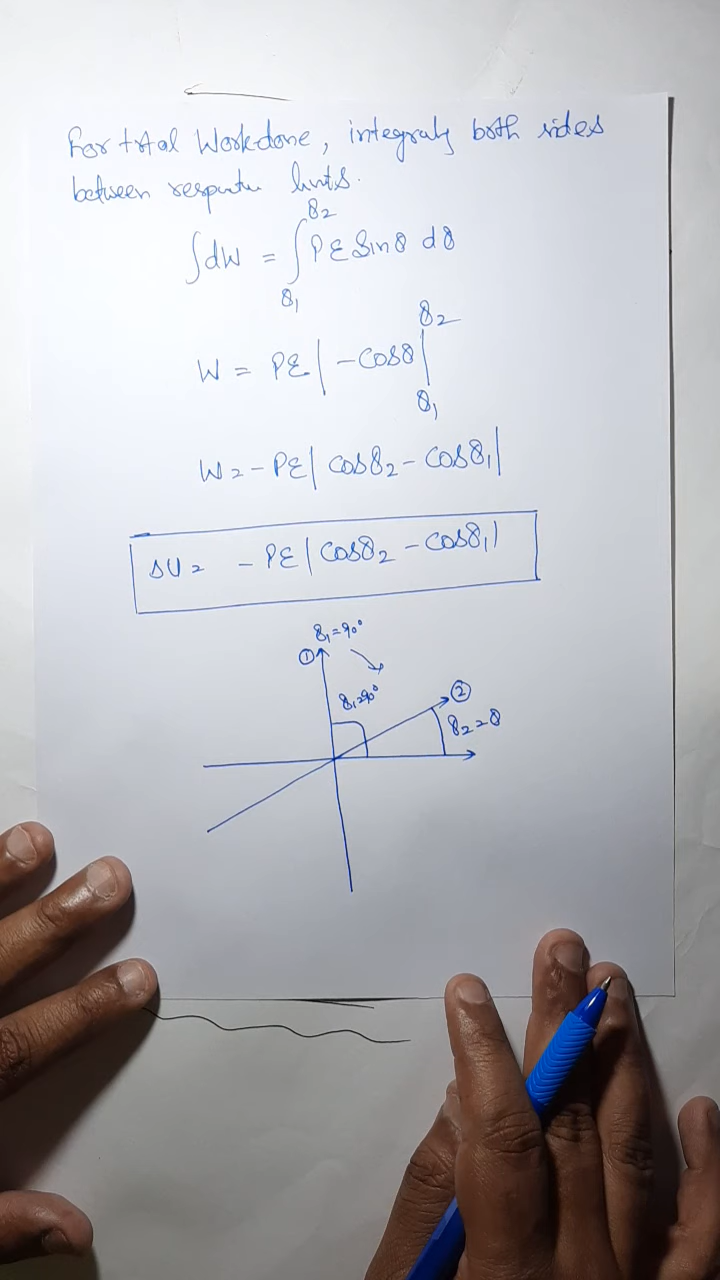 For total Workdone, integraly both sides
between respective limits.
∫dW = ∫ PE Sinθ dθ
θ2
θ1
W = PE | -Cosθ |
θ2
θ1
W = -PE | Cosθ2 - Cosθ1 |
ΔU = - PE | Cosθ2 - Cosθ1 |
θ1 = 90°
①
θ1 = 90°
②
θ2 = θ